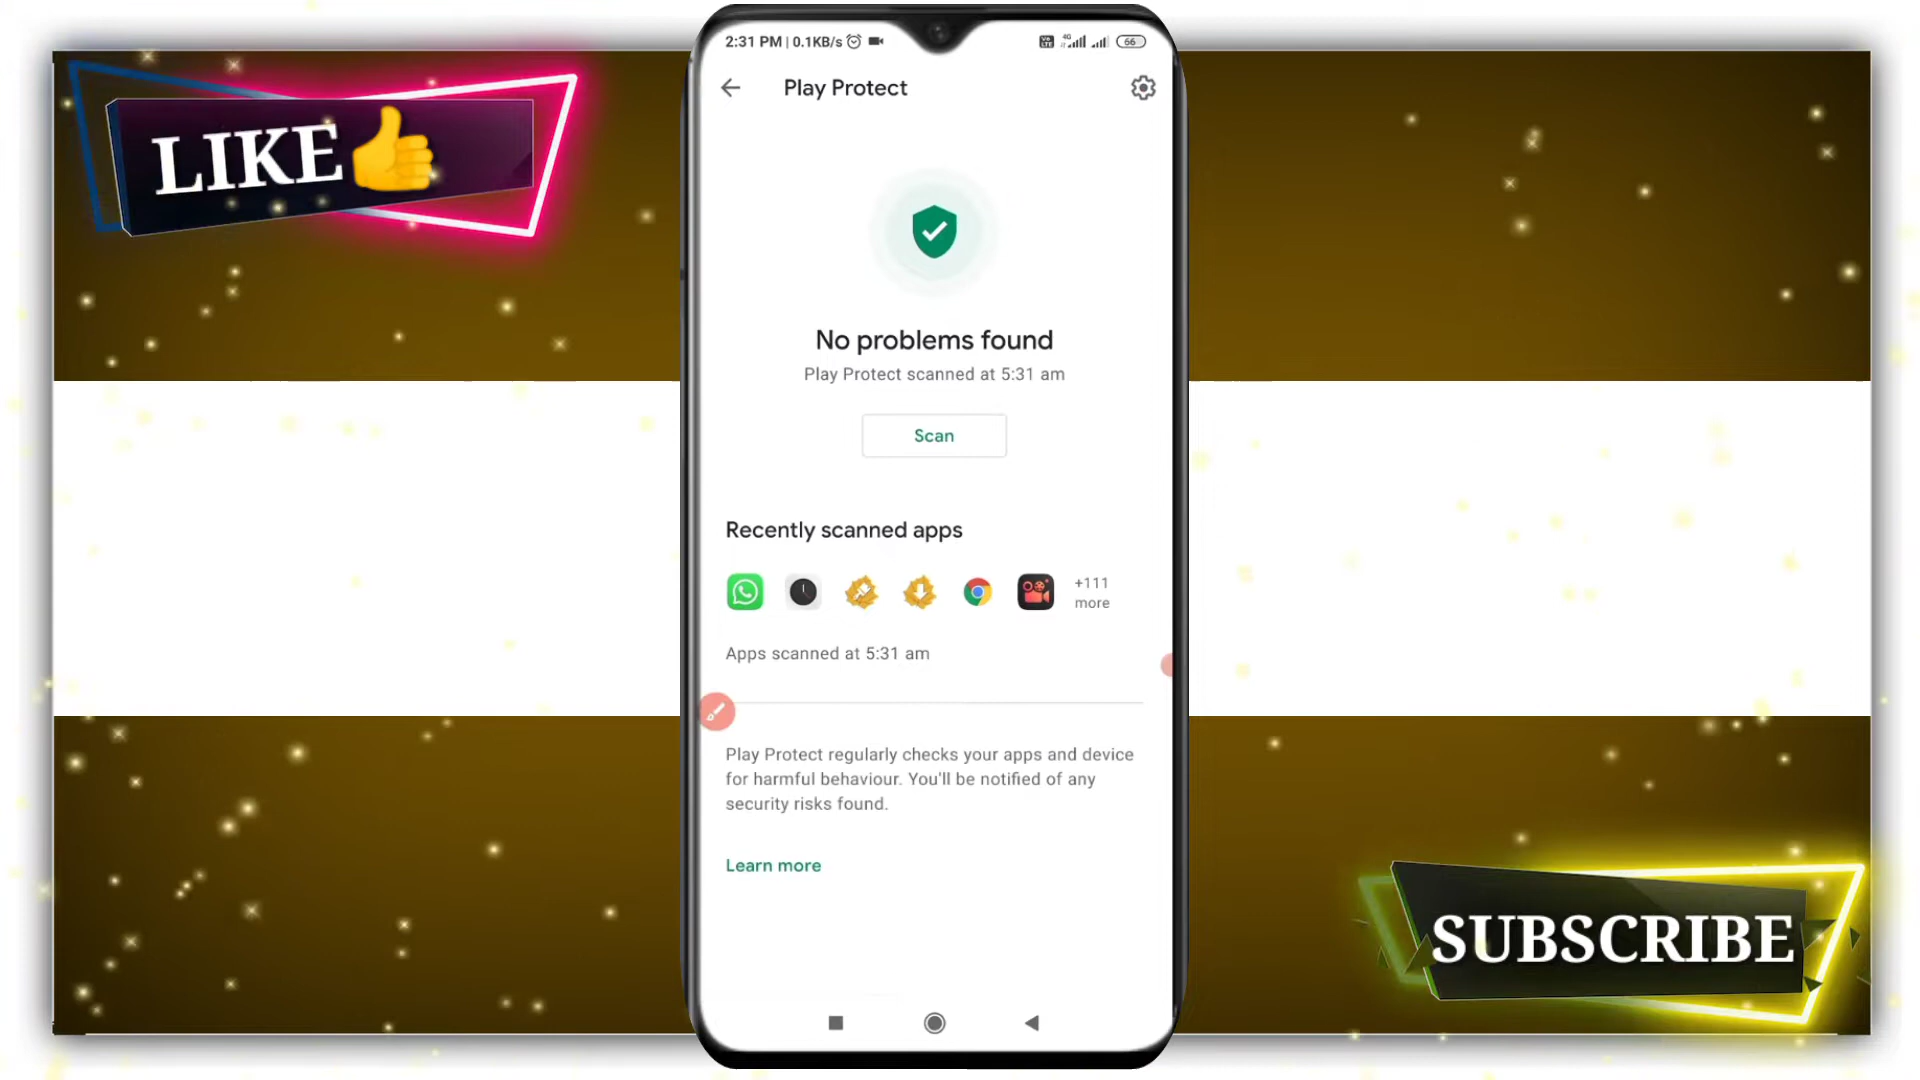 LIKE
2:31 PM | 0.1KB/s
4G
66
Play Protect
No problems found
Play Protect scanned at 5:31 am
Scan
Recently scanned apps
+111
more
Apps scanned at 5:31 am
Play Protect regularly checks your apps and device
for harmful behaviour. You'll be notified of any
security risks found.
Learn more
SUBSCRIBE